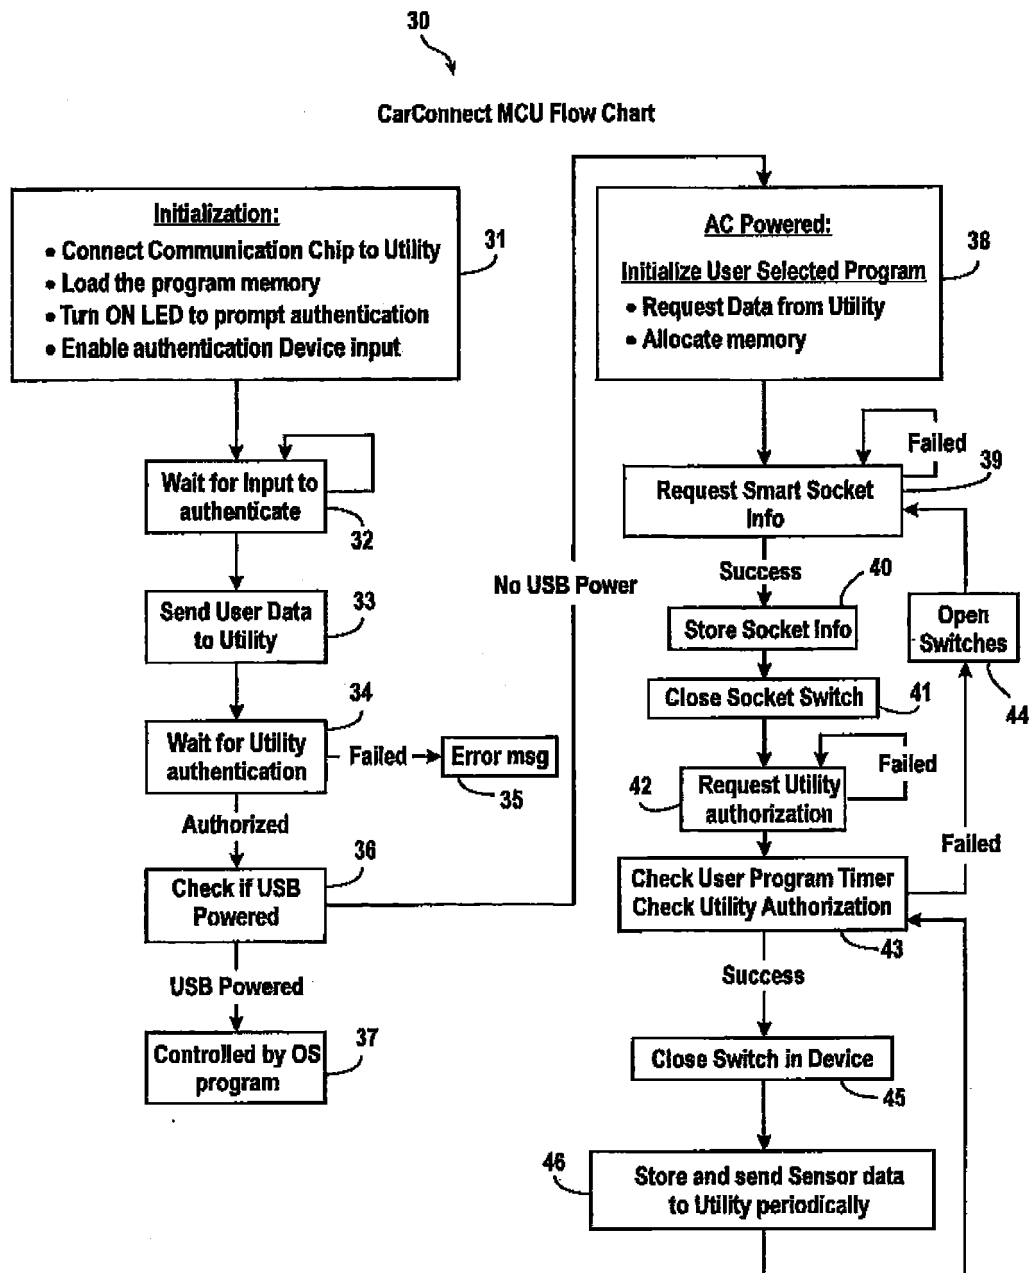 30
CarConnect MCU Flow Chart
Initialization:
• Connect Communication Chip to Utility
• Load the program memory
• Turn ON LED to prompt authentication
• Enable authentication Device input
31
Wait for Input to
authenticate
32
Send User Data
to Utility
33
34
Wait for Utility
authentication
Failed
Error msg
35
Authorized
36
Check if USB
Powered
USB Powered
Controlled by OS
program
37
No USB Power
AC Powered:
Initialize User Selected Program
• Request Data from Utility
• Allocate memory
38
Failed
39
Request Smart Socket
Info
Success
40
Store Socket Info
Open
Switches
44
Close Socket Switch
41
Failed
42
Request Utility
authorization
Failed
Check User Program Timer
Check Utility Authorization
43
Success
Close Switch in Device
45
46
Store and send Sensor data
to Utility periodically